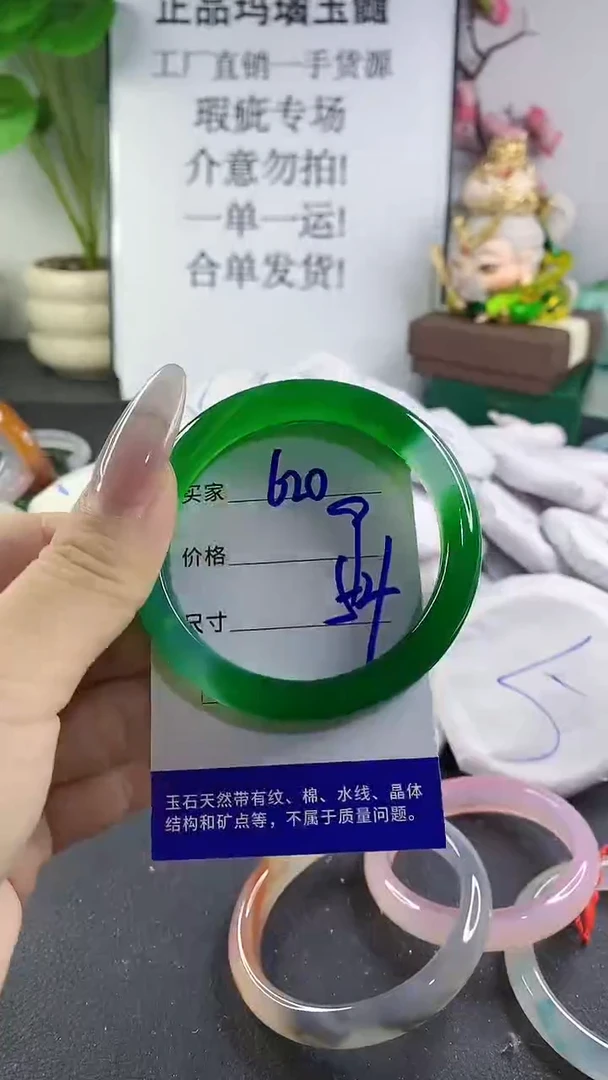 正品玛瑙玉髓
工厂直销一手货源
瑕疵专场
介意勿拍!
一单一运!
合单发货!
买家 620
价格
尺寸 54
玉石天然带有纹、棉、水线、晶体
结构和矿点等，不属于质量问题。